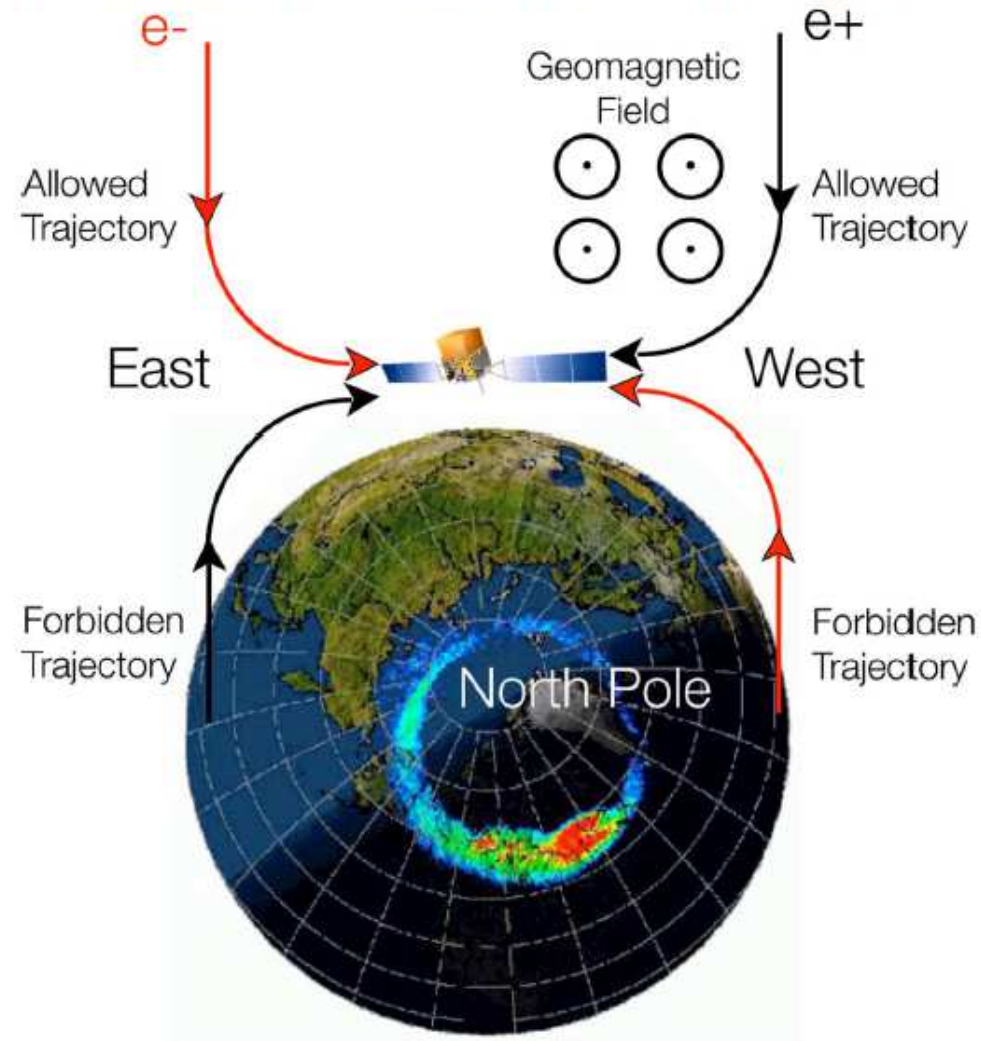 e-
e+
Geomagnetic
Field
Allowed
Trajectory
Allowed
Trajectory
East
West
Forbidden
Trajectory
North Pole
Forbidden
Trajectory